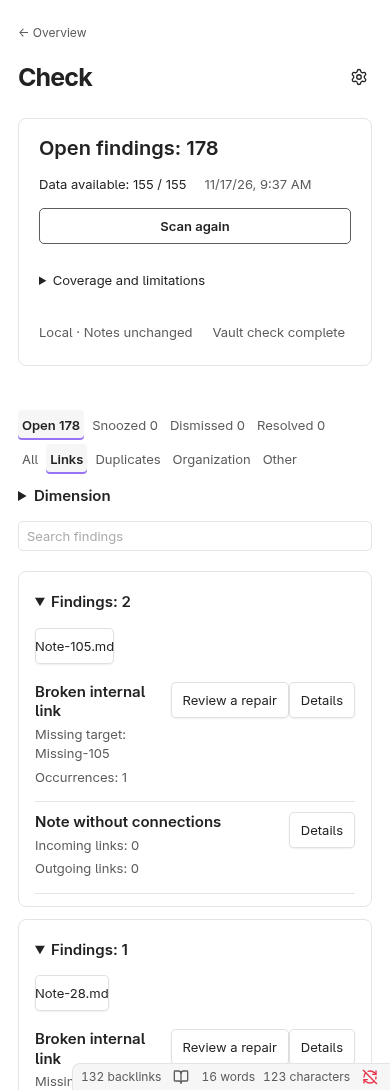 ← Overview
Check
Open findings: 178
Data available: 155 / 155 11/17/26, 9:37 AM
Scan again
Coverage and limitations
Local · Notes unchanged Vault check complete
Open 178 Snoozed 0 Dismissed 0 Resolved 0
All Links Duplicates Organization Other
Dimension
Search findings
Findings: 2
Note-105.md
Broken internal link
Review a repair Details
Missing target:
Missing-105
Occurrences: 1
Note without connections
Details
Incoming links: 0
Outgoing links: 0
Findings: 1
Note-28.md
Broken internal link
Review a repair Details
132 backlinks 16 words 123 characters